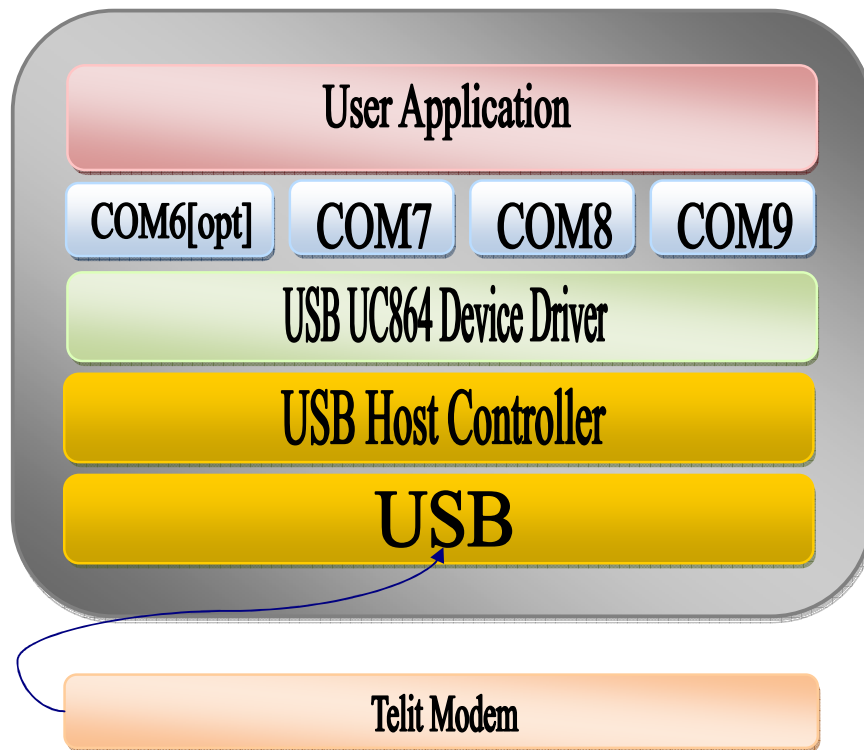 User Application
COM6[opt] COM7 COM8 COM9
USB UC864 Device Driver
USB Host Controller
USB
Telit Modem